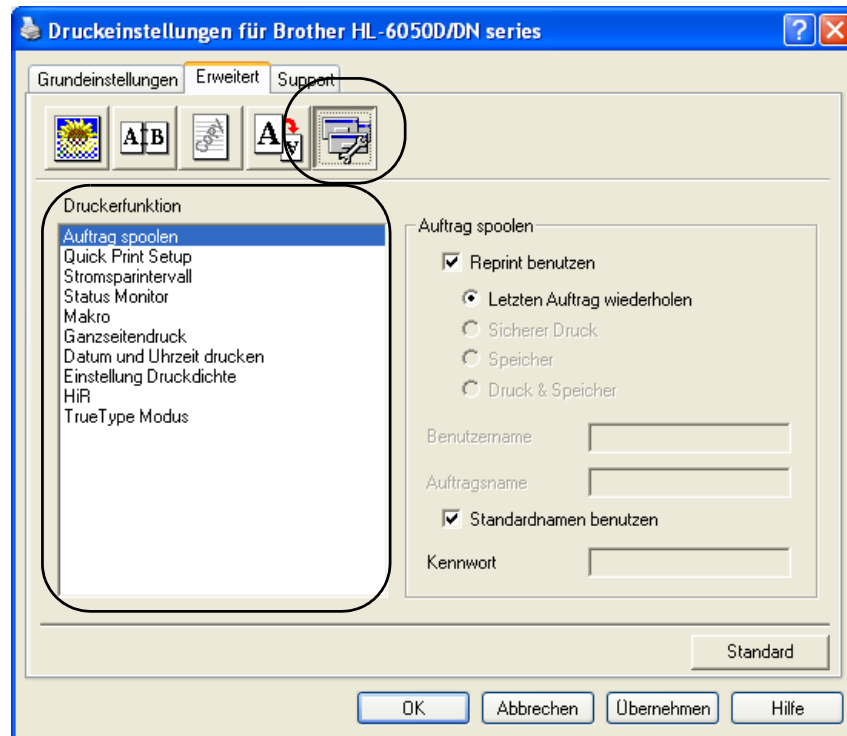 Druckeinstellungen für Brother HL-6050D/DN series
Grundeinstellungen Erweitert Support
A B COPY A A
Druckerfunktion
Auftrag spoolen
Quick Print Setup
Stromsparintervall
Status Monitor
Makro
Ganzseitendruck
Datum und Uhrzeit drucken
Einstellung Druckdichte
HiR
TrueType Modus
Auftrag spoolen
Reprint benutzen
Letzten Auftrag wiederholen
Sicherer Druck
Speicher
Druck & Speicher
Benutzername
Auftragsname
Standardnamen benutzen
Kennwort
Standard
OK Abbrechen Übernehmen Hilfe